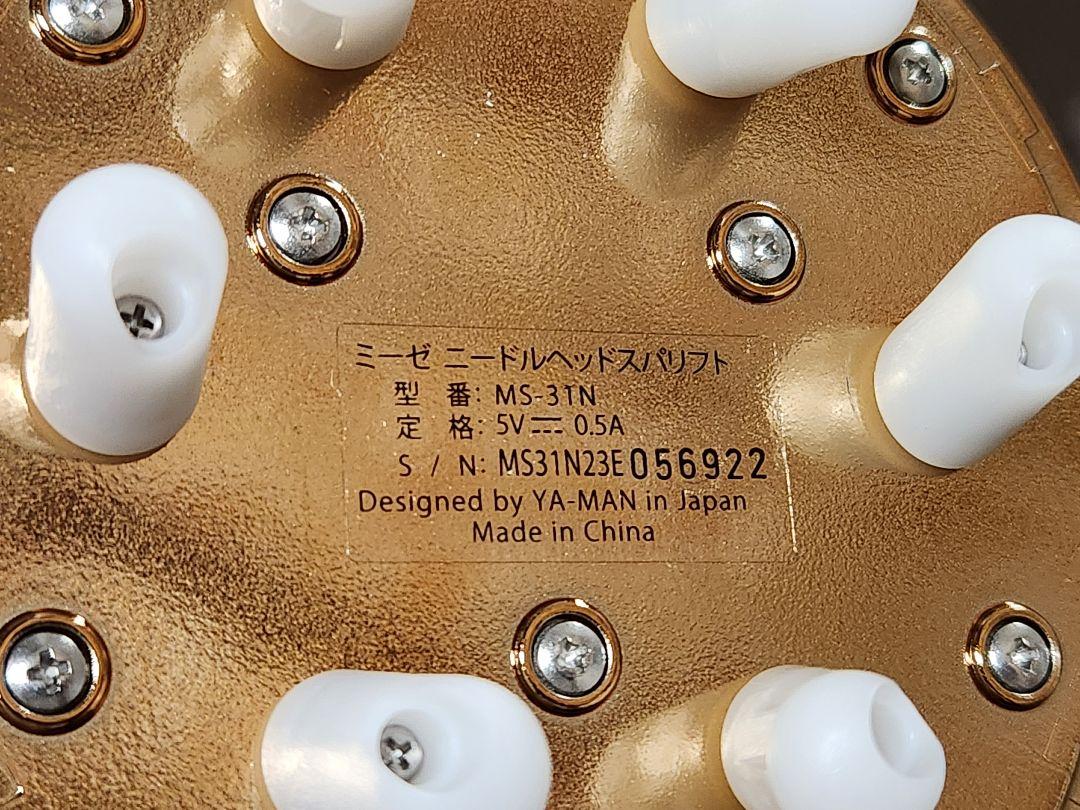 ミーゼ ニードルヘッドスパリフト
型 番: MS-31N
定 格: 5V⎓ 0.5A
S / N: MS31N23E056922
Designed by YA-MAN in Japan
Made in China